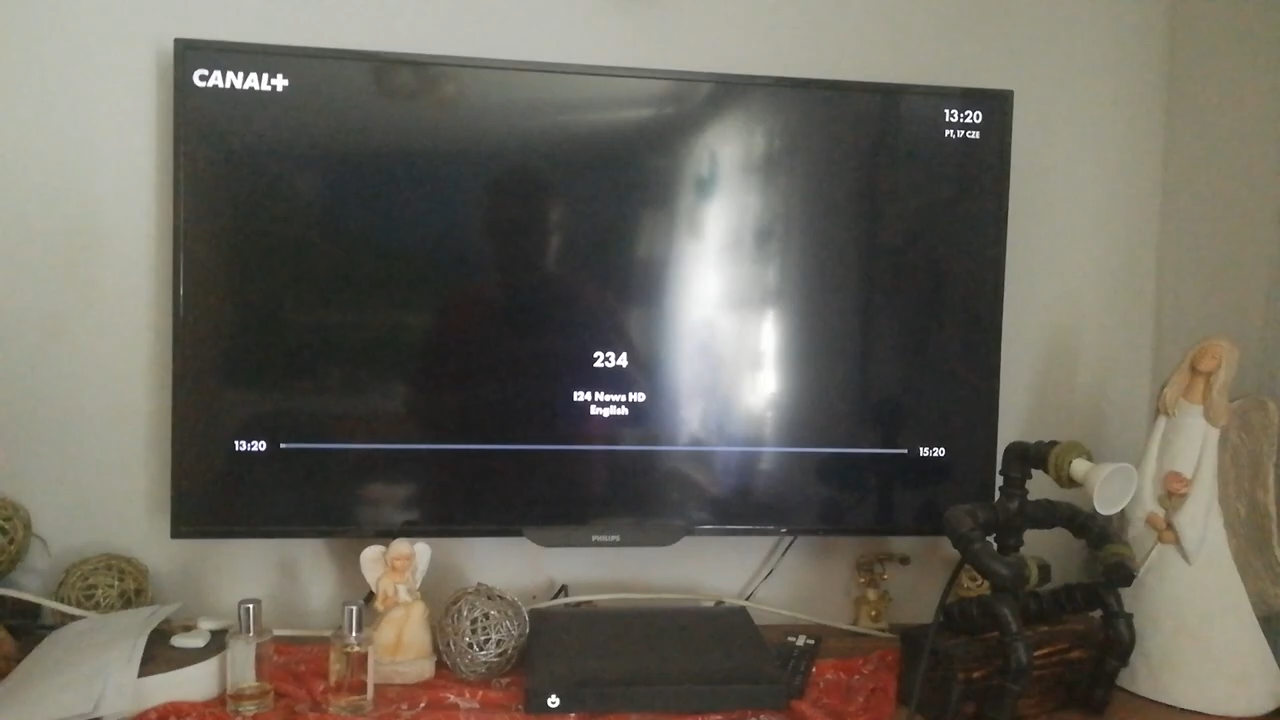 CANAL+
13:20
PT, 17 CZE
234
I24 News HD
English
13:20
15:20
PHILIPS